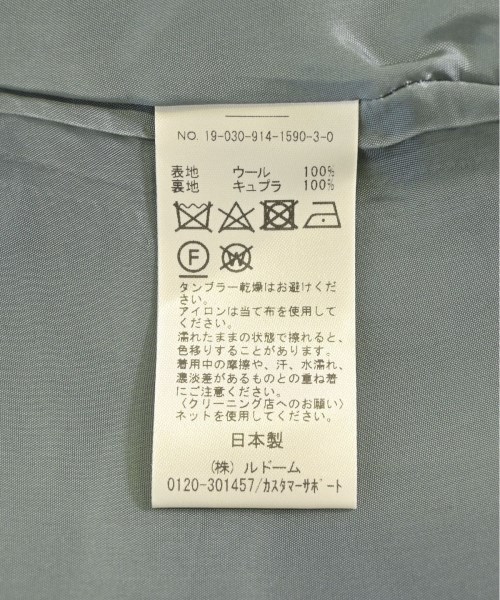 NO. 19-030-914-1590-3-0
表地 ウール 100%
裏地 キュプラ 100%
F W
タンブラー乾燥はお避けくだ
さい。
アイロンは当て布を使用して
ください。
濡れたままの状態で擦れると、
色移りすることがあります。
着用中の摩擦や、汗、水濡れ、
濃淡差があるものとの重ね着
にご注意ください。
〈クリーニング店へのお願い〉
ネットを使用してください。
日本製
(株) ルドーム
0120-301457/カスタマーサポート